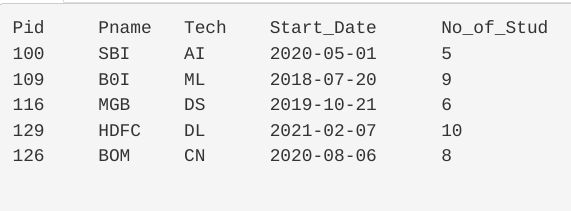 Pid Pname Tech Start_Date No_of_Stud
100 SBI AI 2020-05-01 5
109 B0I ML 2018-07-20 9
116 MGB DS 2019-10-21 6
129 HDFC DL 2021-02-07 10
126 BOM CN 2020-08-06 8